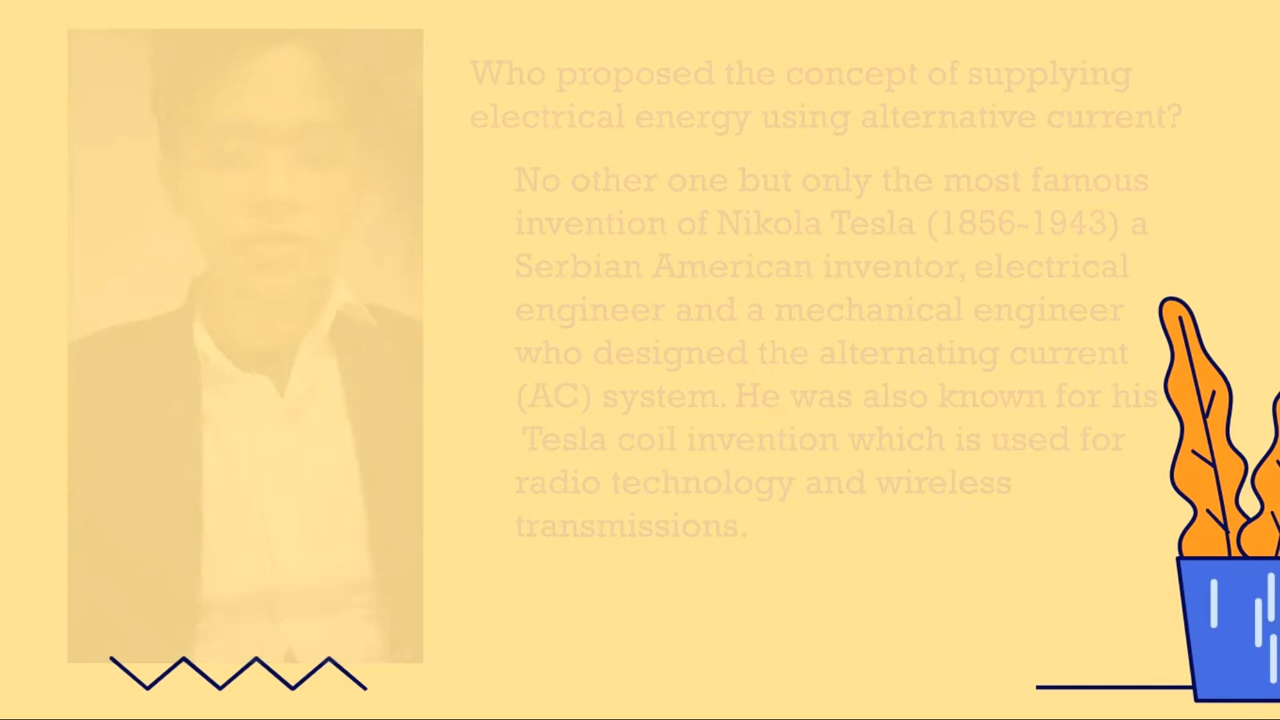 Who proposed the concept of supplying
electrical energy using alternative current?
No other one but only the most famous
invention of Nikola Tesla (1856-1943) a
Serbian American inventor, electrical
engineer and a mechanical engineer
who designed the alternating current
(AC) system. He was also known for his
Tesla coil invention which is used for
radio technology and wireless
transmissions.